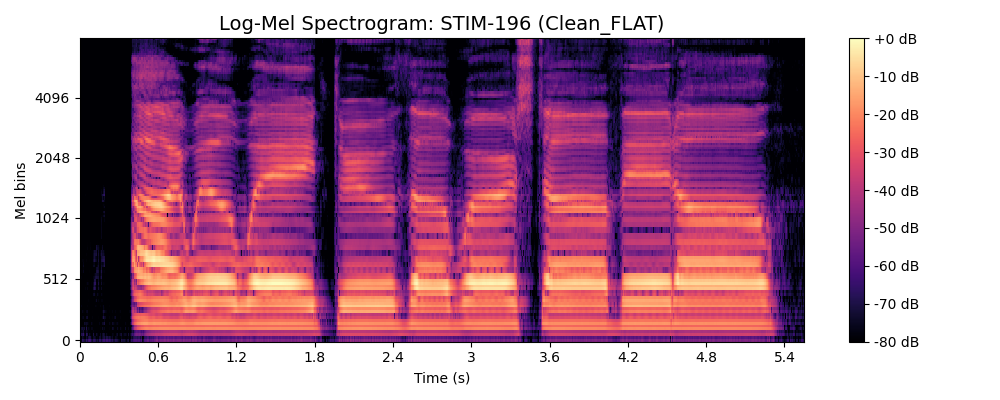 Log-Mel Spectrogram: STIM-196 (Clean_FLAT)
+0 dB
-10 dB
-20 dB
-30 dB
-40 dB
-50 dB
-60 dB
-70 dB
-80 dB
Mel bins
4096
2048
1024
512
0
0 0.6 1.2 1.8 2.4 3 3.6 4.2 4.8 5.4
Time (s)